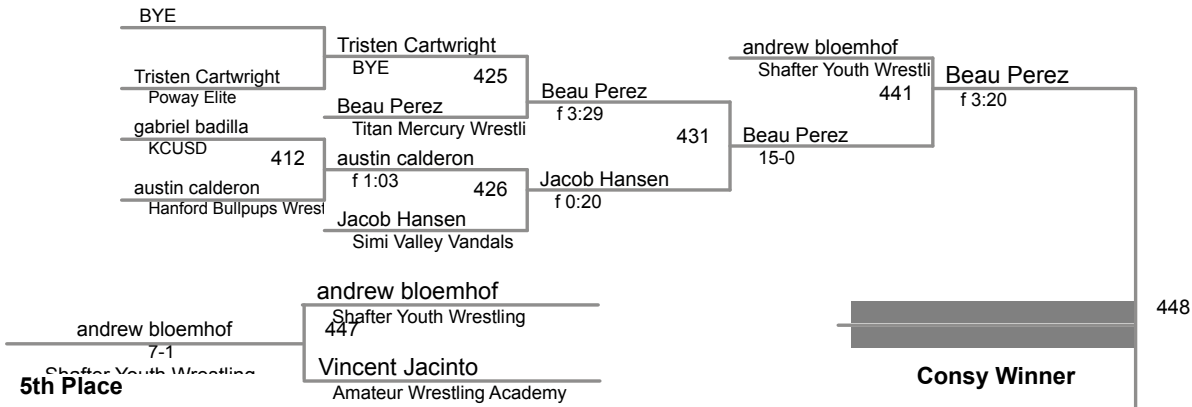 BYE
Tristen Cartwright
Poway Elite
gabriel badilla
KCUSD
412
austin calderon
Hanford Bullpups Wrest
Tristen Cartwright
BYE
425
Beau Perez
Titan Mercury Wrestli
austin calderon
f 1:03
426
Jacob Hansen
Simi Valley Vandals
Beau Perez
f 3:29
431
Jacob Hansen
f 0:20
andrew bloemhof
Shafter Youth Wrestli
441
Beau Perez
15-0
Beau Perez
f 3:20
448
Consy Winner
andrew bloemhof
Shafter Youth Wrestling
447
Vincent Jacinto
Amateur Wrestling Academy
andrew bloemhof
7-1
Shafter Youth Wrestling
5th Place